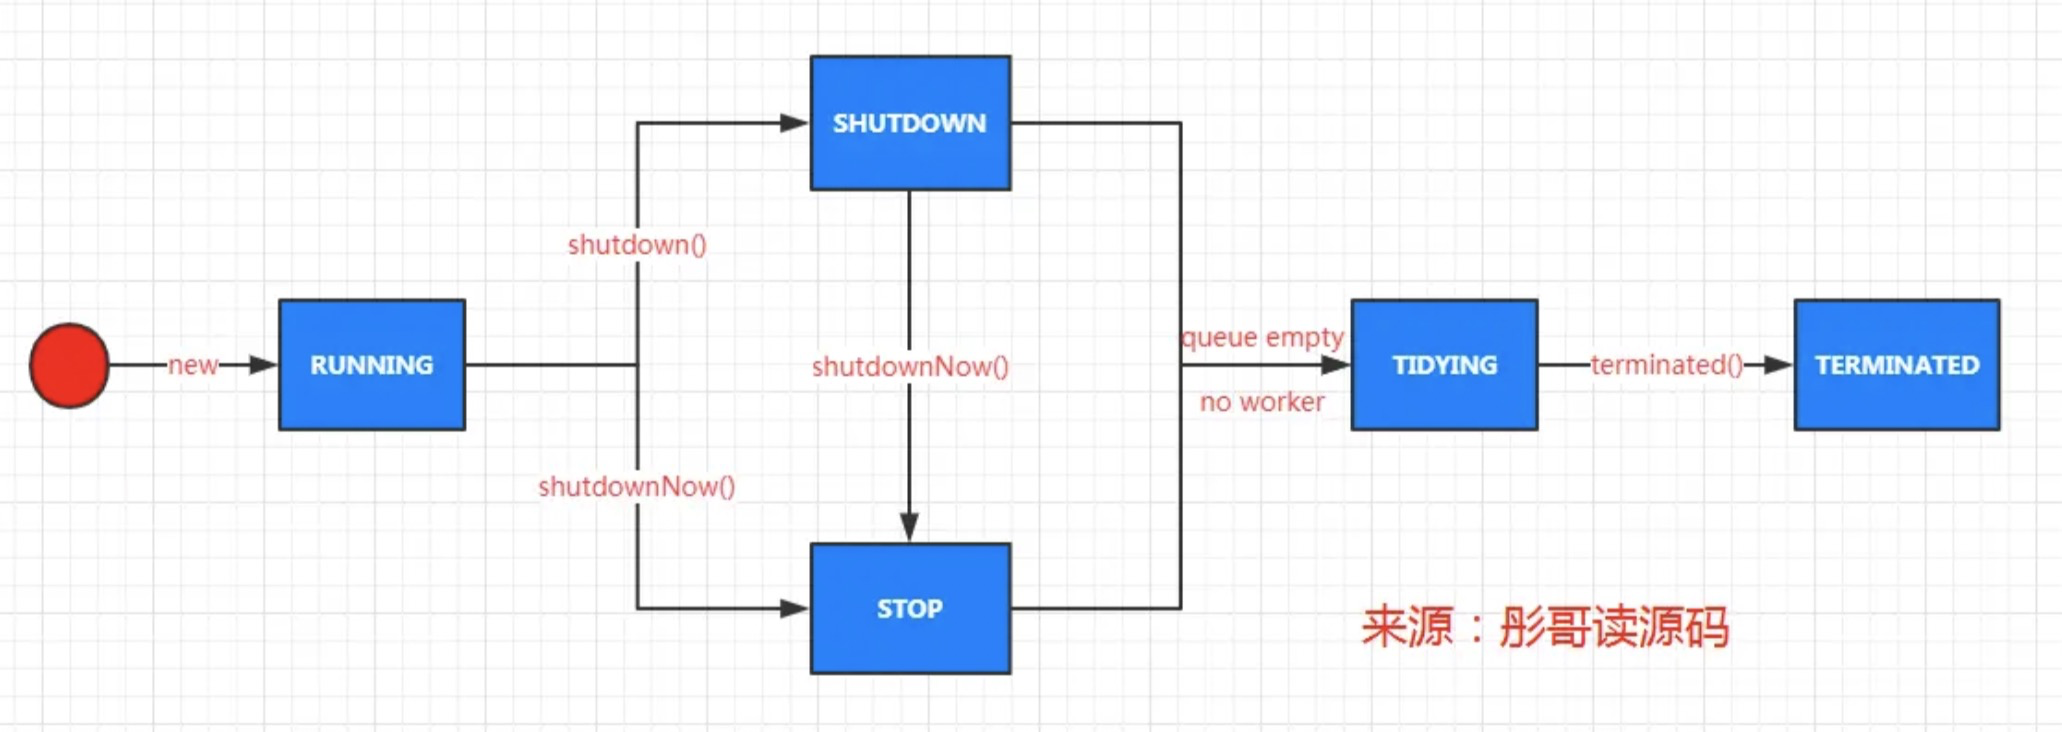 SHUTDOWN
shutdown()
new
RUNNING
shutdownNow()
shutdownNow()
STOP
queue empty
no worker
TIDYING
terminated()
TERMINATED
来源：彤哥读源码